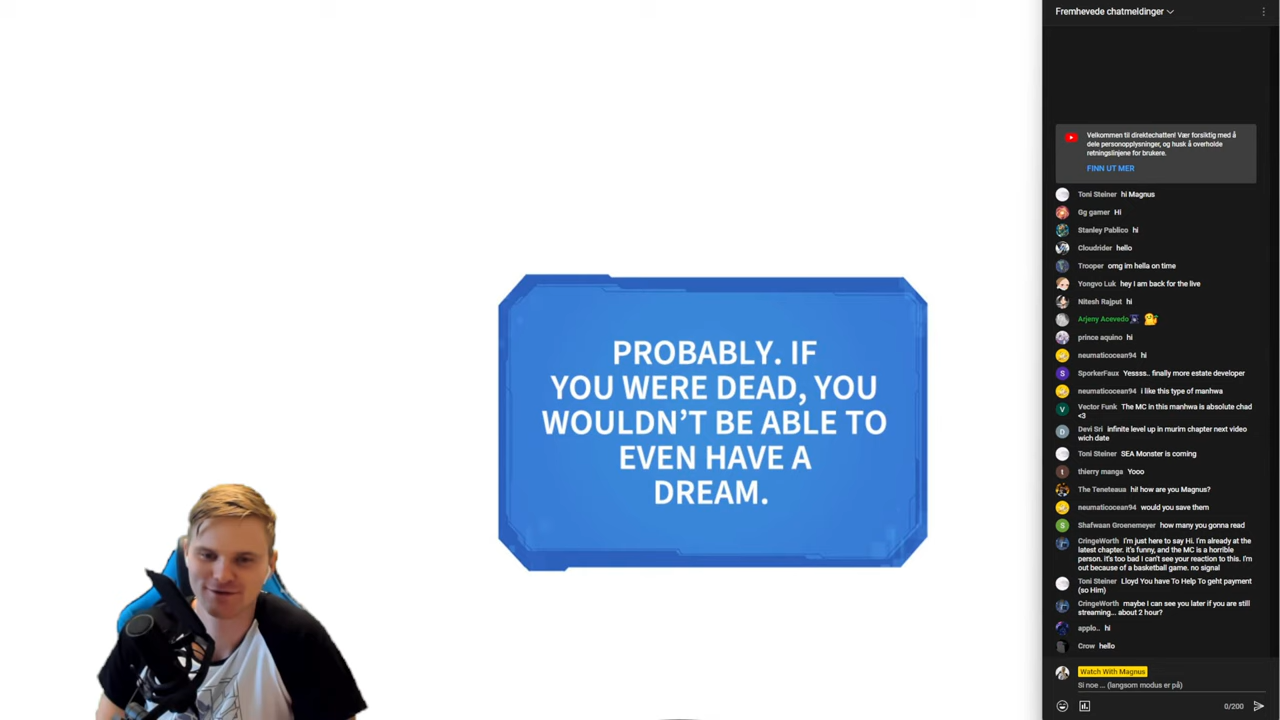 Fremhevede chatmeldinger
Velkommen til direktechatten! Vær forsiktig med å
dele personopplysninger, og husk å overholde
retningslinjene for brukere.
FINN UT MER
Toni Steiner hi Magnus
Gg gamer Hi
Stanley Pablico hi
Cloudrider hello
Trooper omg im hella on time
Yongvo Luk hey I am back for the live
Nitesh Rajput hi
Arjeny Acevedo
prince aquino hi
neumaticocean94 hi
SporkerFaux Yessss.. finally more estate developer
neumaticocean94 i like this type of manhwa
Vector Funk The MC in this manhwa is absolute chad
<3
Devi Sri infinite level up in murim chapter next video
wich date
Toni Steiner SEA Monster is coming
thierry manga Yooo
The Teneteaua hi! how are you Magnus?
neumaticocean94 would you save them
Shafwaan Groenemeyer how many you gonna read
CringeWorth I'm just here to say Hi. I'm already at the
latest chapter. it's funny, and the MC is a horrible
person. it's too bad I can't see your reaction to this. I'm
out because of a basketball game. no signal
Toni Steiner Lloyd You have To Help To geht payment
(so Him)
CringeWorth maybe I can see you later if you are still
streaming... about 2 hour?
applo.. hi
Crow hello
Watch With Magnus
Si noe ... (langsom modus er på)
0/200
PROBABLY. IF
YOU WERE DEAD, YOU
WOULDN'T BE ABLE TO
EVEN HAVE A
DREAM.